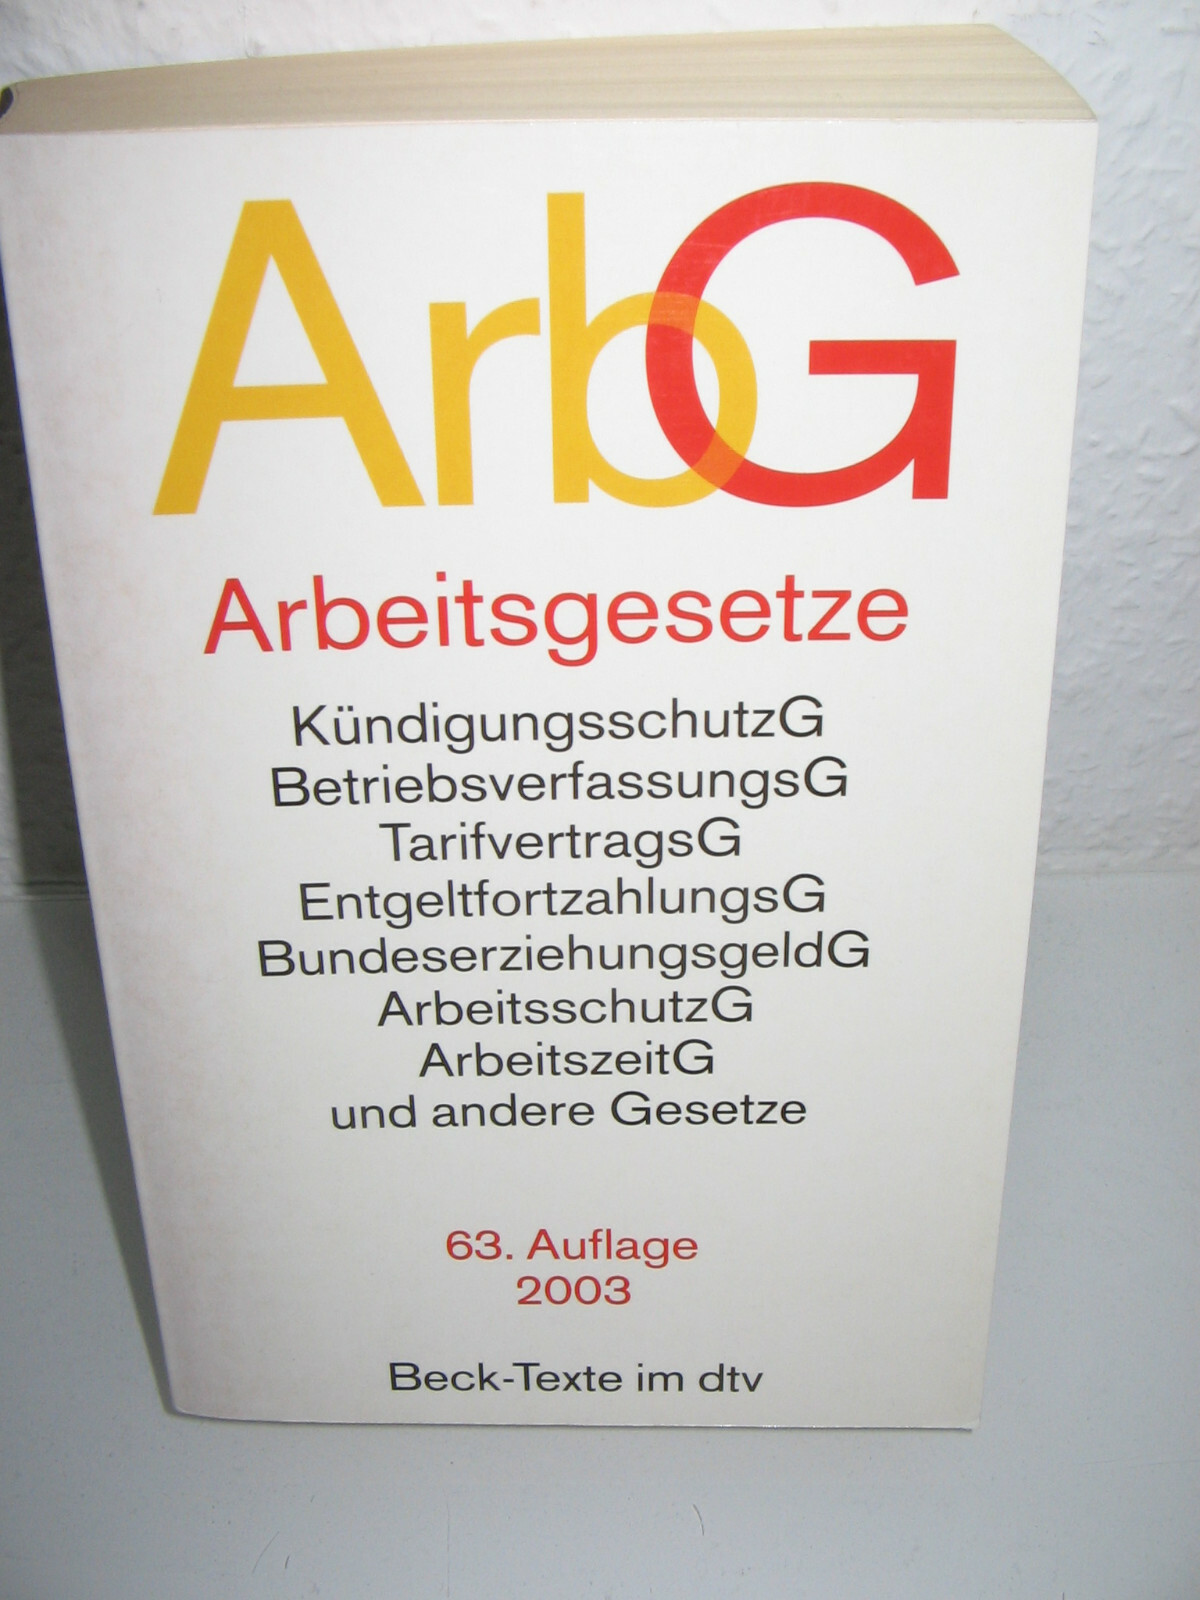 ArbG
Arbeitsgesetze
KündigungsschutzG
BetriebsverfassungsG
TarifvertragsG
EntgeltfortzahlungsG
BundeserziehungsgeldG
ArbeitsschutzG
ArbeitszeitG
und andere Gesetze
63. Auflage
2003
Beck-Texte im dtv